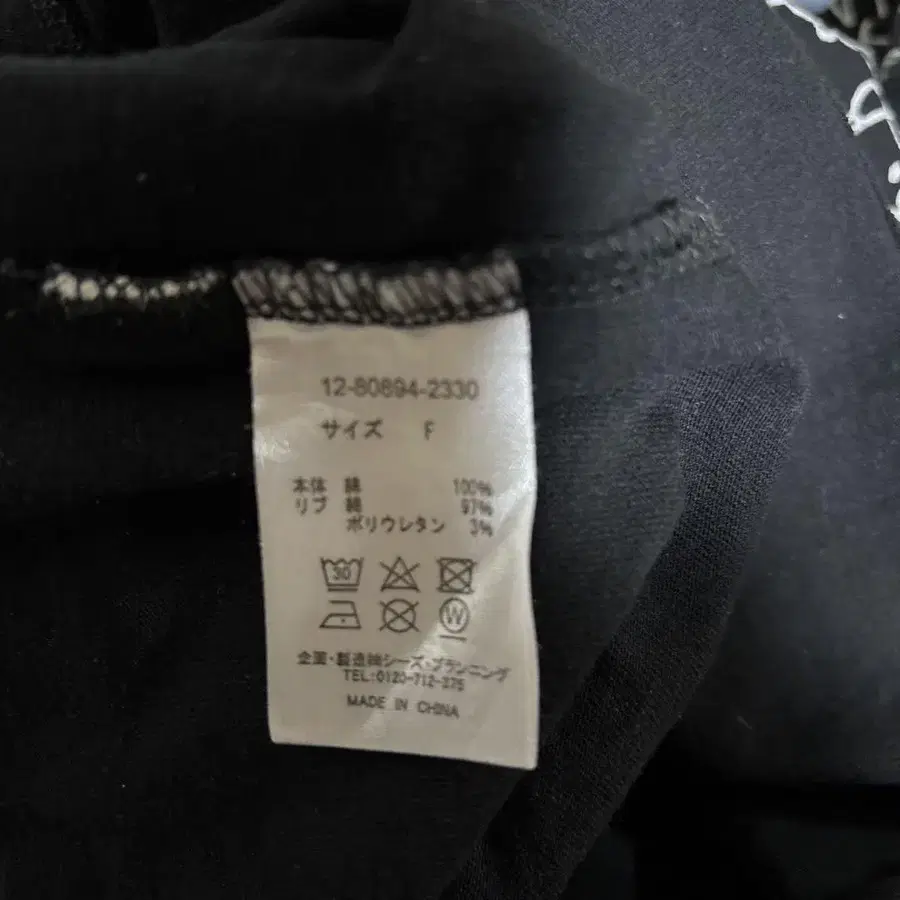 12-80894-2330
サイズ F
本体 綿 100%
リブ 綿 97%
ポリウレタン 3%
30
W
企画・製造㈱シーズ・プランニング
TEL:0120-712-275
MADE IN CHINA